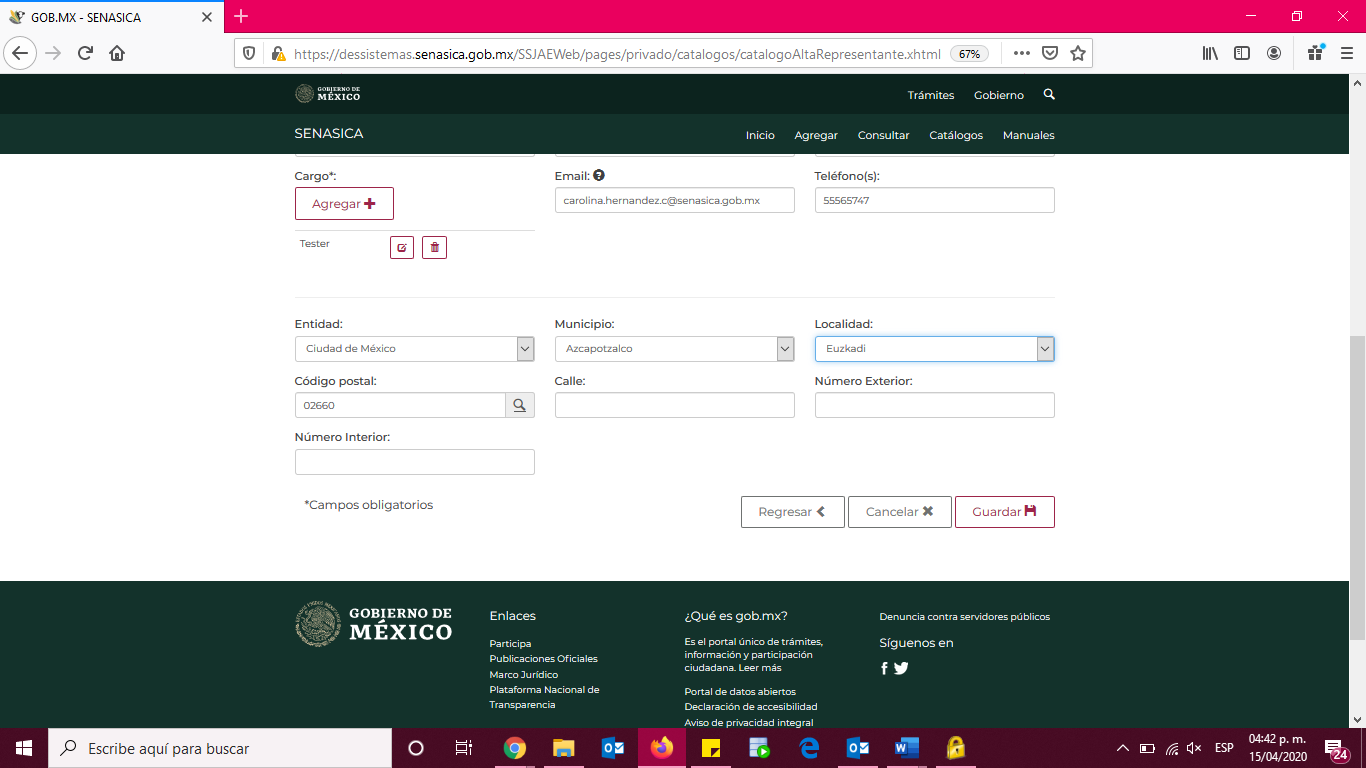 GOB.MX - SENASICA
https://dessistemas.senasica.gob.mx/SSJAEWeb/pages/privado/catalogos/catalogoAltaRepresentante.xhtml
67%
GOBIERNO DE
MÉXICO
Trámites
Gobierno
SENASICA
Inicio
Agregar
Consultar
Catálogos
Manuales
Cargo*:
Email:
Teléfono(s):
Agregar
carolina.hernandez.c@senasica.gob.mx
55565747
Tester
Entidad:
Municipio:
Localidad:
Ciudad de México
Azcapotzalco
Euzkadi
Código postal:
Calle:
Número Exterior:
02660
Número Interior:
*Campos obligatorios
Regresar
Cancelar
Guardar
GOBIERNO DE
MÉXICO
Enlaces
Participa
Publicaciones Oficiales
Marco Jurídico
Plataforma Nacional de
Transparencia
¿Qué es gob.mx?
Es el portal único de trámites,
información y participación
ciudadana. Leer más
Portal de datos abiertos
Declaración de accesibilidad
Aviso de privacidad integral
Denuncia contra servidores públicos
Síguenos en
Escribe aquí para buscar
ESP
04:42 p. m.
15/04/2020
24